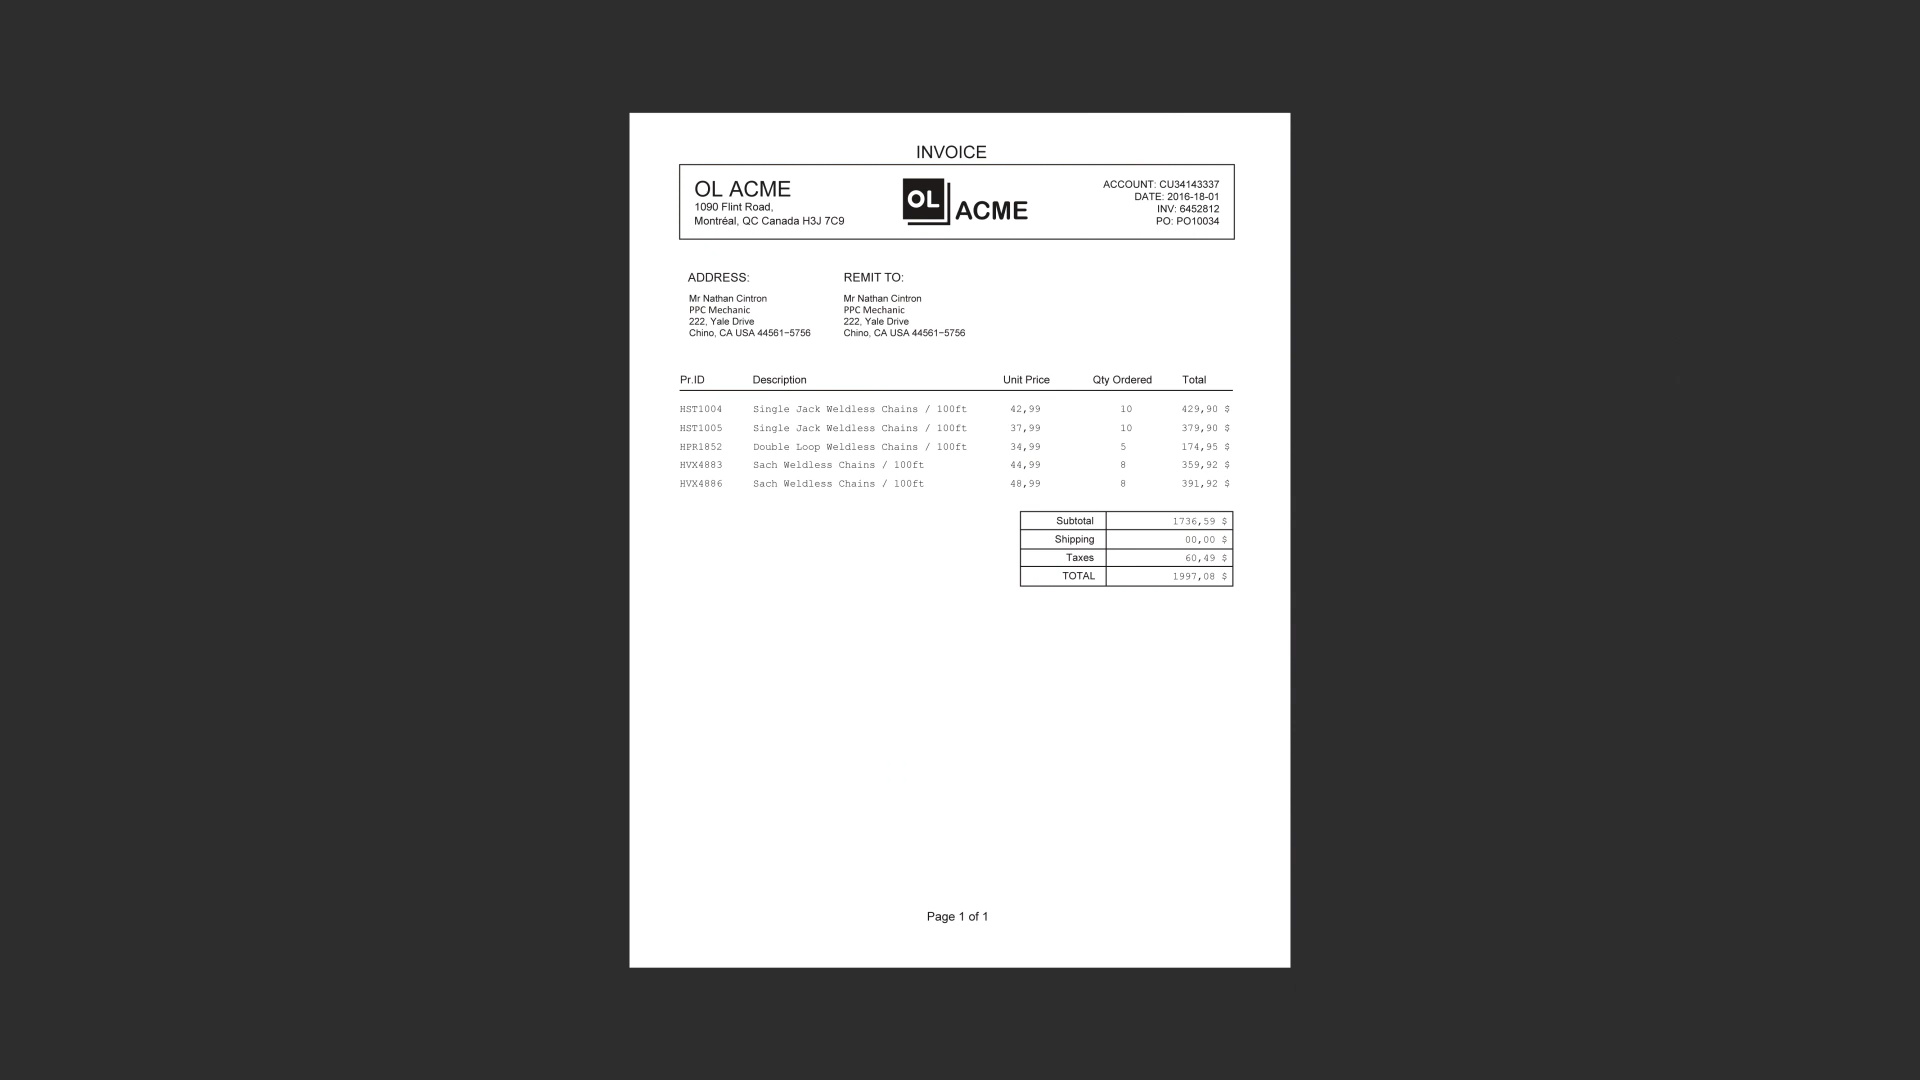 INVOICE
OL ACME
1090 Flint Road,
Montréal, QC Canada H3J 7C9
OL ACME
ACCOUNT: CU34143337
DATE: 2016-18-01
INV: 6452812
PO: PO10034
ADDRESS:
Mr Nathan Cintron
PPC Mechanic
222, Yale Drive
Chino, CA USA 44561−5756
REMIT TO:
Mr Nathan Cintron
PPC Mechanic
222, Yale Drive
Chino, CA USA 44561−5756
Pr.ID Description Unit Price Qty Ordered Total
HST1004 Single Jack Weldless Chains / 100ft 42,99 10 429,90 $
HST1005 Single Jack Weldless Chains / 100ft 37,99 10 379,90 $
HPR1852 Double Loop Weldless Chains / 100ft 34,99 5 174,95 $
HVX4883 Sach Weldless Chains / 100ft 44,99 8 359,92 $
HVX4886 Sach Weldless Chains / 100ft 48,99 8 391,92 $
Subtotal 1736,59 $
Shipping 00,00 $
Taxes 60,49 $
TOTAL 1997,08 $
Page 1 of 1